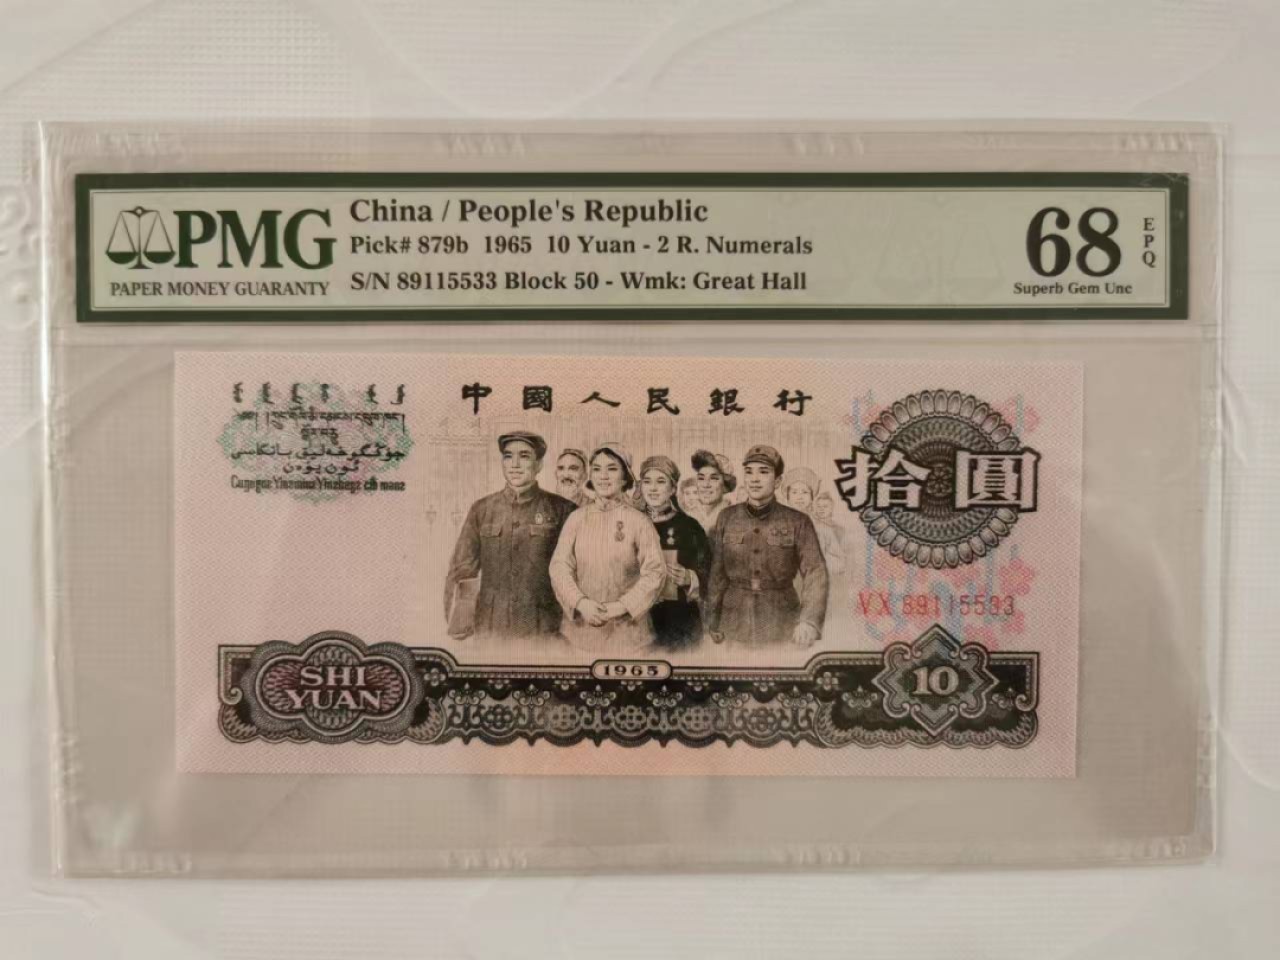 PMG
PAPER MONEY GUARANTY
China / People's Republic
Pick# 879b 1965 10 Yuan - 2 R. Numerals
S/N 89115533 Block 50 - Wmk: Great Hall
68
EPQ
Superb Gem Unc
中國人民銀行
拾圓
VX 89115533
1965
SHI
YUAN
10